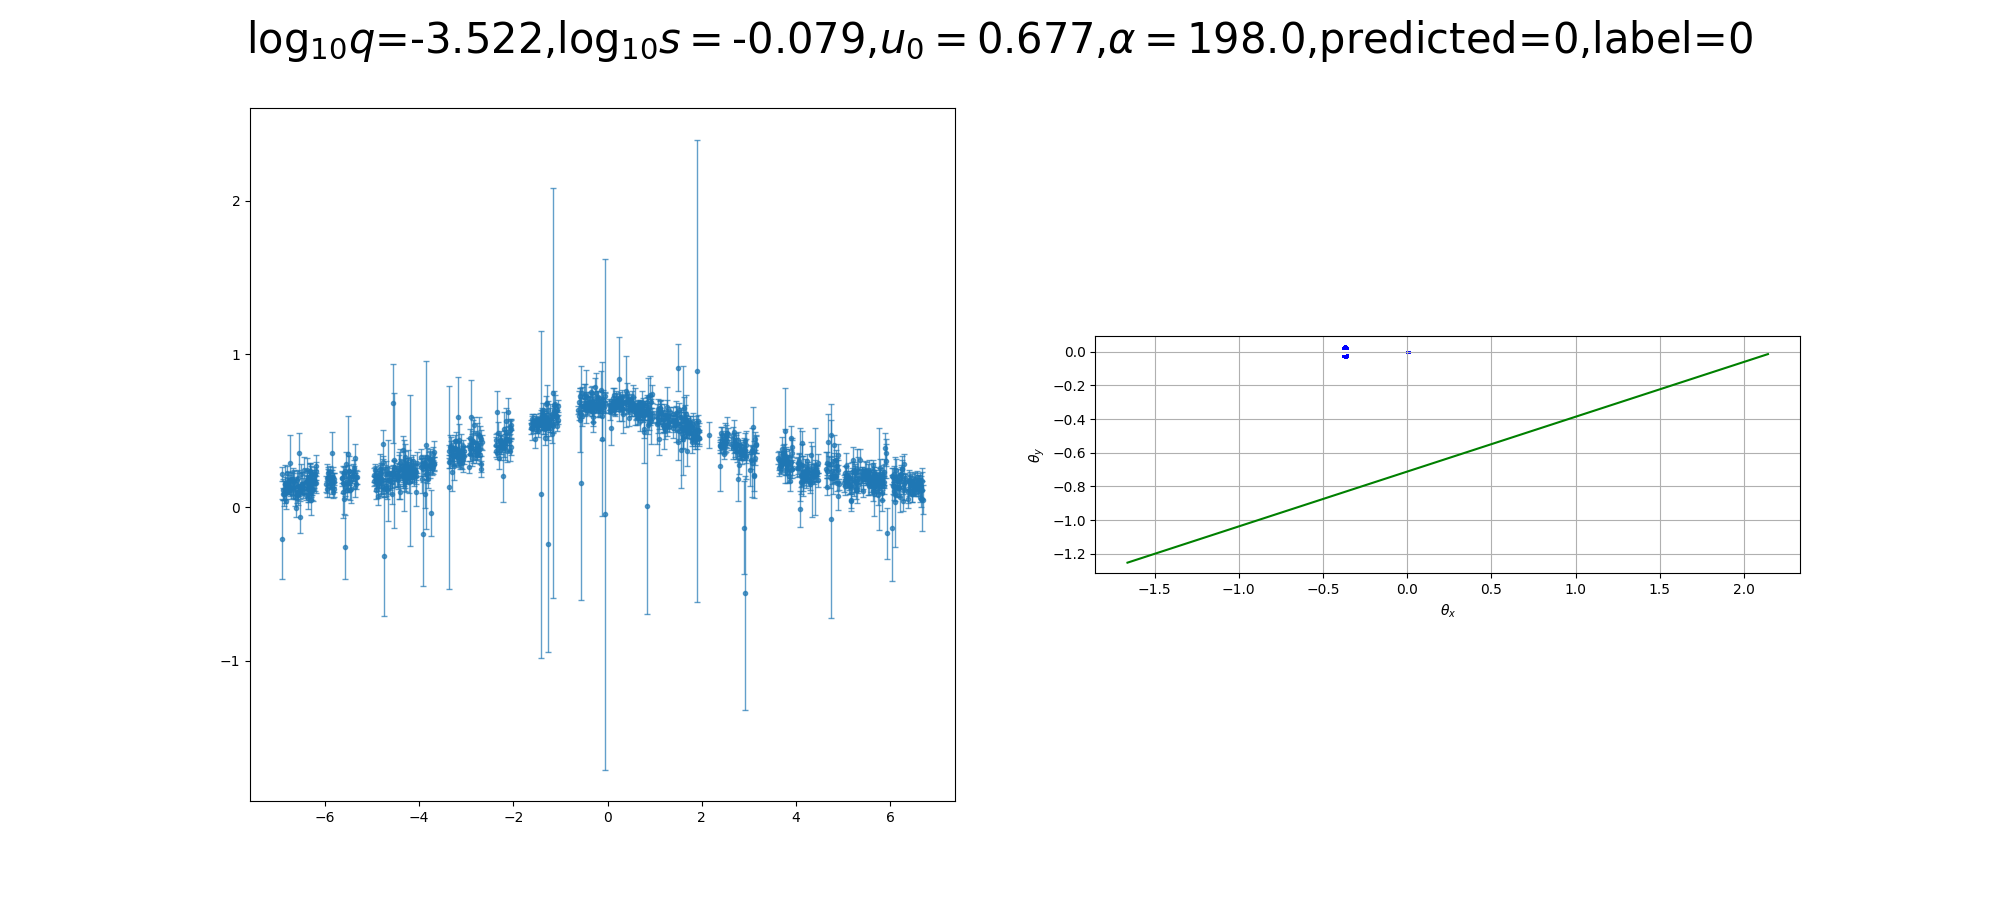 log₁₀q=-3.522,log₁₀s = -0.079,u₀ = 0.677,α = 198.0,predicted=0,label=0
2
1
0
−1
−6 −4 −2 0 2 4 6
0.0
−0.2
−0.4
−0.6
−0.8
−1.0
−1.2
θy
−1.5 −1.0 −0.5 0.0 0.5 1.0 1.5 2.0
θx